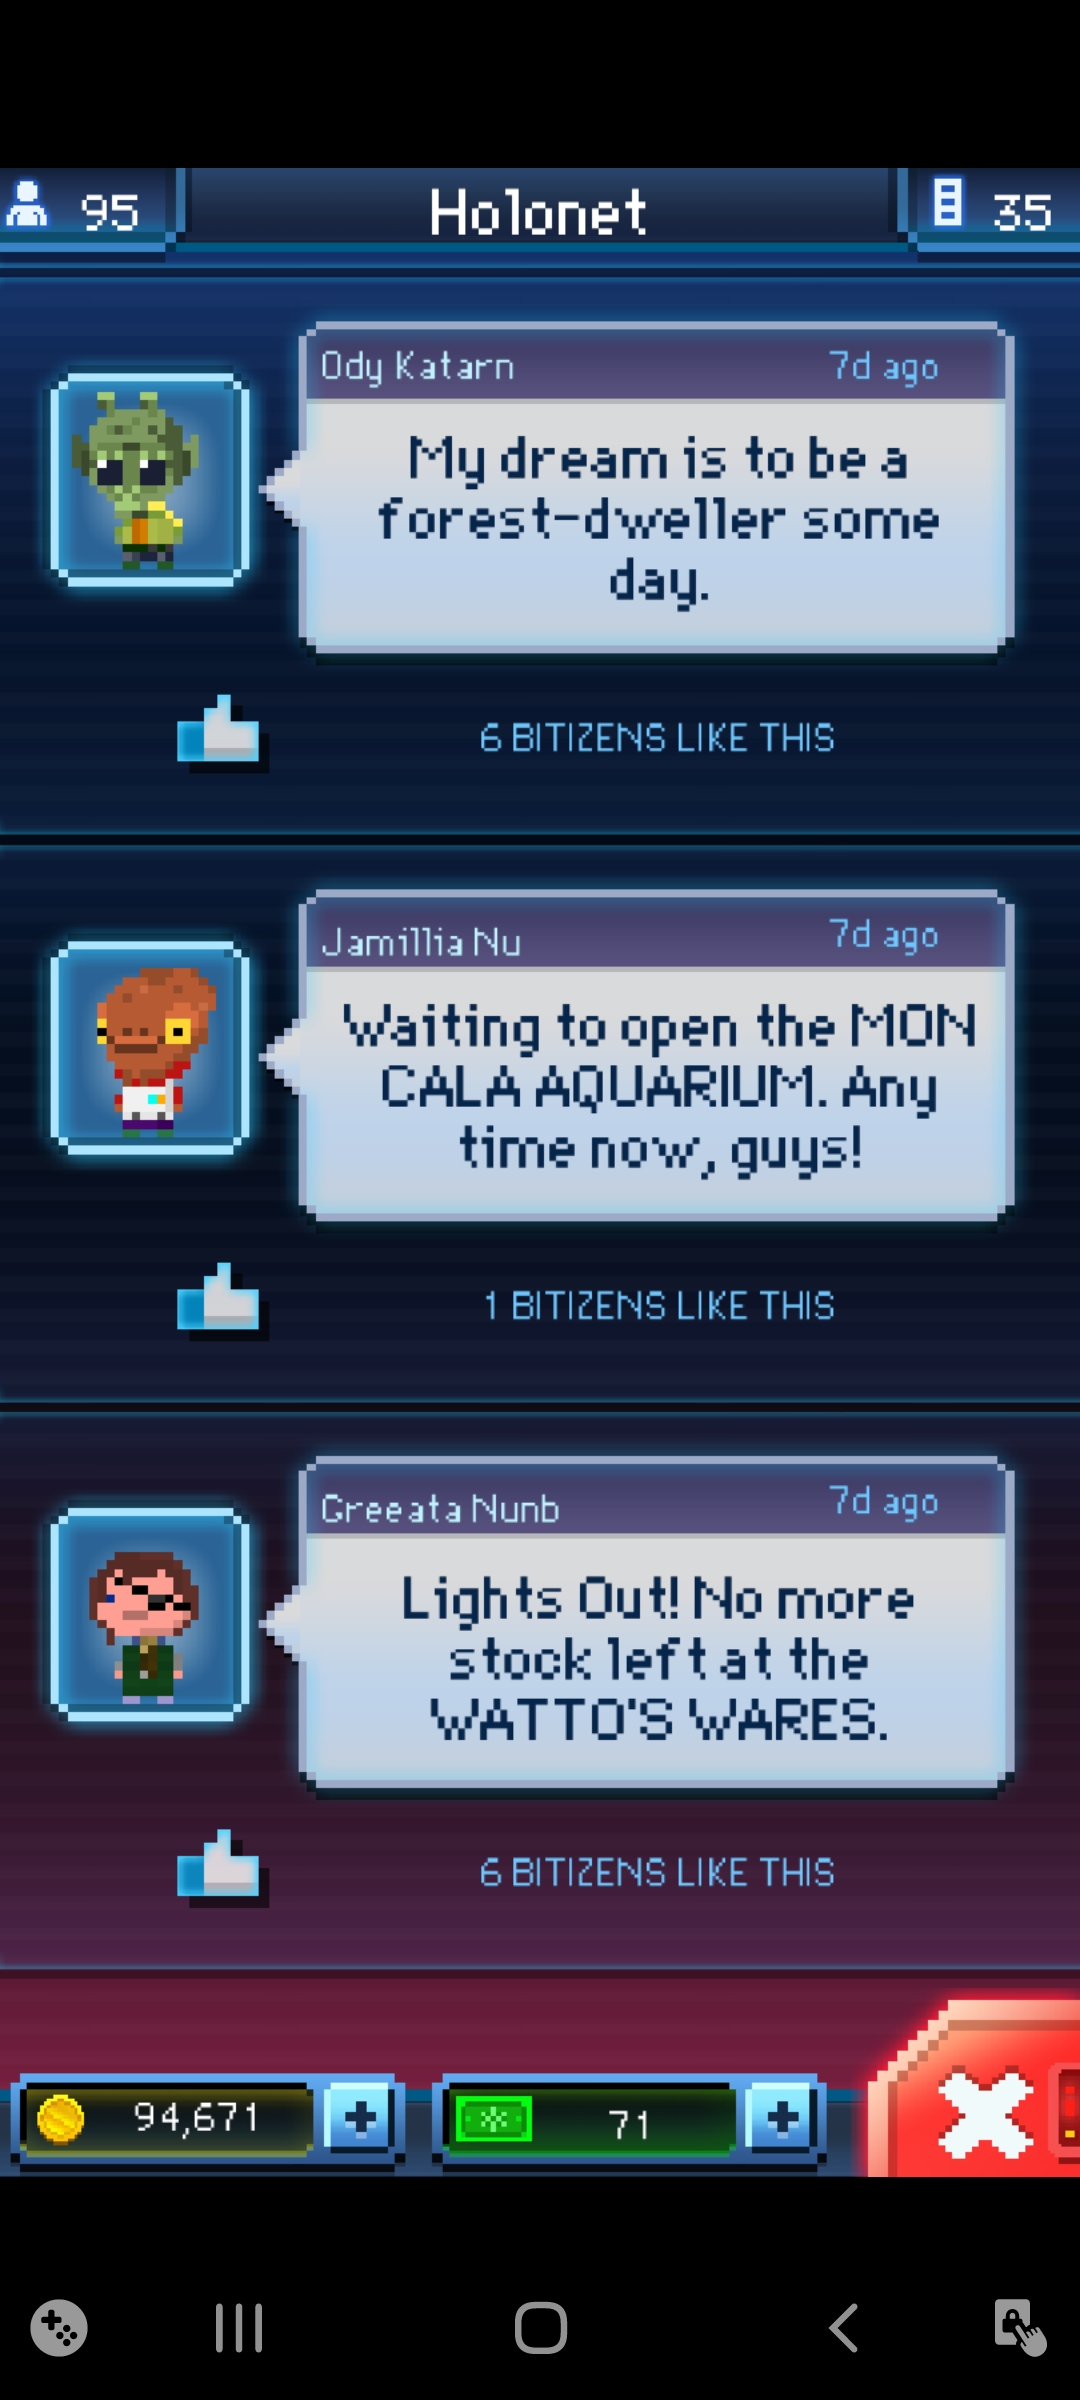 95
Holonet
35
Ody Katarn
7d ago
My dream is to be a
forest-dweller some
day.
6 BITIZENS LIKE THIS
Jamillia Nu
7d ago
Waiting to open the MON
CALA AQUARIUM. Any
time now, guys!
1 BITIZENS LIKE THIS
Greeata Nunb
7d ago
Lights Out! No more
stock left at the
WATTO'S WARES.
6 BITIZENS LIKE THIS
94,671
71